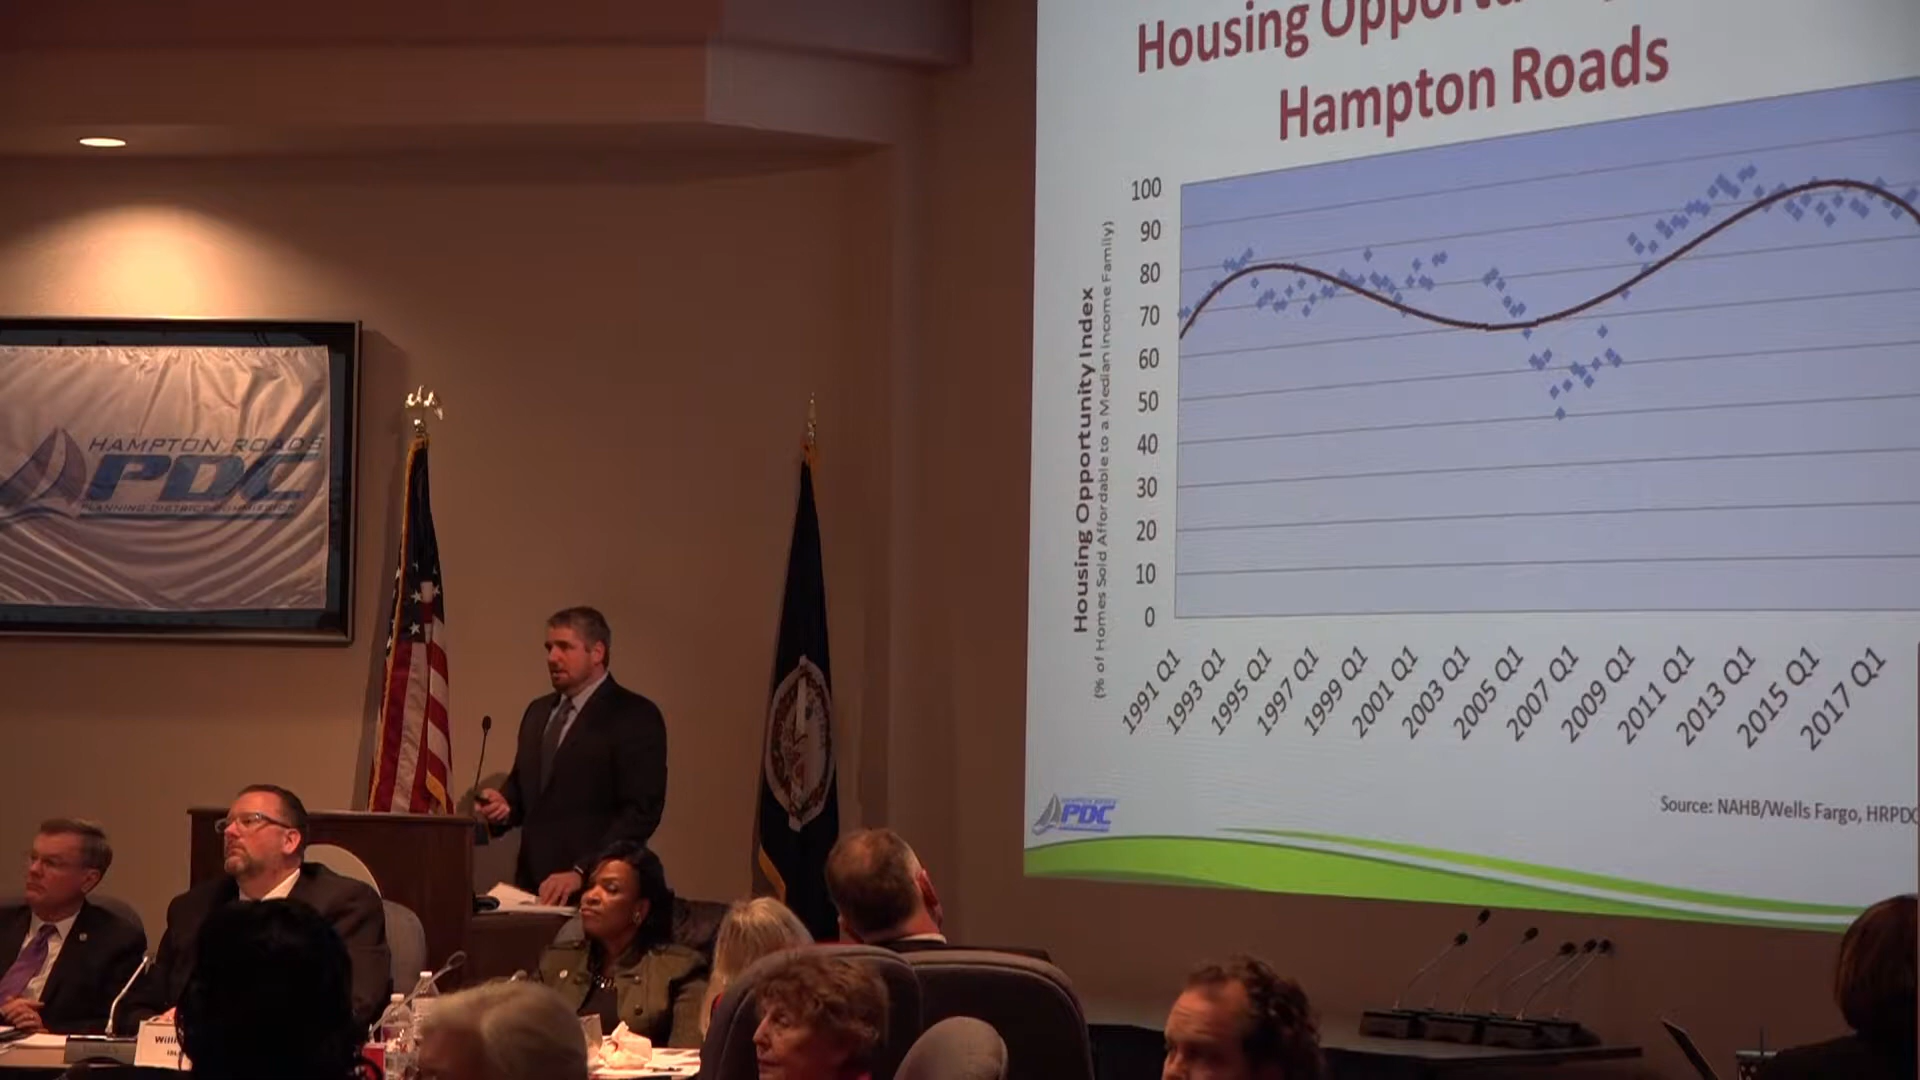 Housing Opportu
Hampton Roads
100
90
80
70
60
50
40
30
20
10
0
Housing Opportunity Index
(% of Homes Sold Affordable to a Median Income Family)
1991 Q1
1993 Q1
1995 Q1
1997 Q1
1999 Q1
2001 Q1
2003 Q1
2005 Q1
2007 Q1
2009 Q1
2011 Q1
2013 Q1
2015 Q1
2017 Q1
Source: NAHB/Wells Fargo, HRPDC
HAMPTON ROADS
PDC
HAMPTON ROADS
PDC
PLANNING DISTRICT COMMISSION
Willi